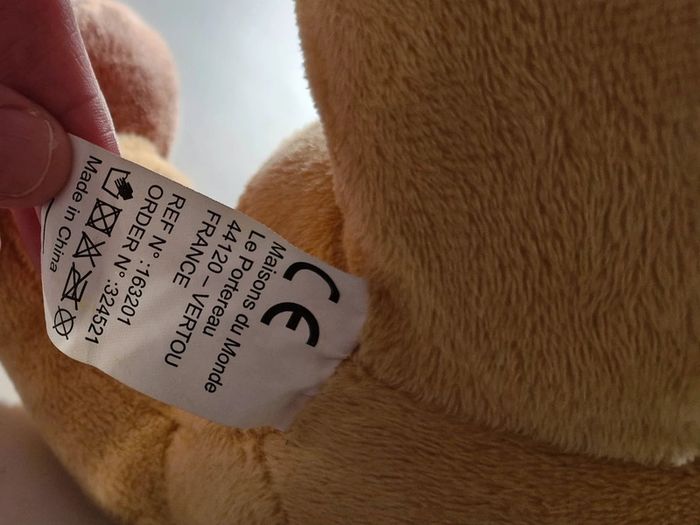 CE
Maisons du Monde
Le Portereau
44120 – VERTOU
FRANCE
REF N° :163201
ORDER N° :324521
Made in China